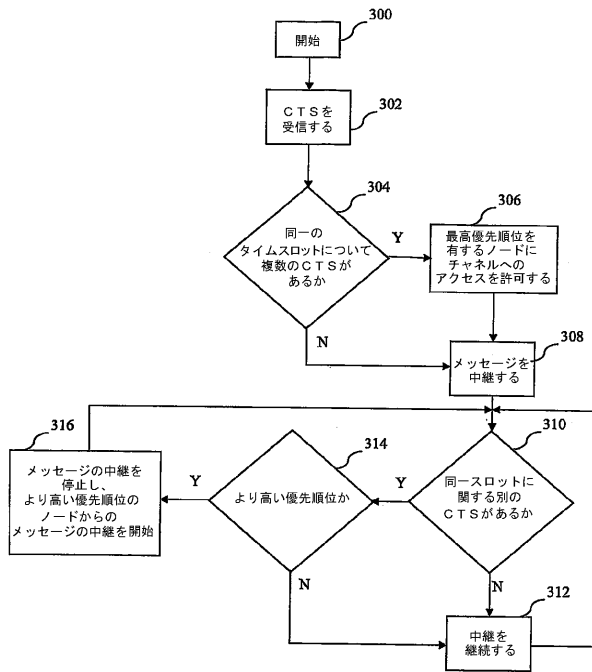 300
開始
302
CTSを
受信する
304
同一の
タイムスロットについて
複数のCTSが
あるか
Y
N
306
最高優先順位を
有するノードに
チャネルへの
アクセスを許可する
308
メッセージを
中継する
310
同一スロットに
関する別の
CTSがあるか
Y
N
314
より高い優先順位か
Y
N
316
メッセージの中継を
停止し、
より高い優先順位の
ノードからの
メッセージの中継を開始
312
中継を
継続する